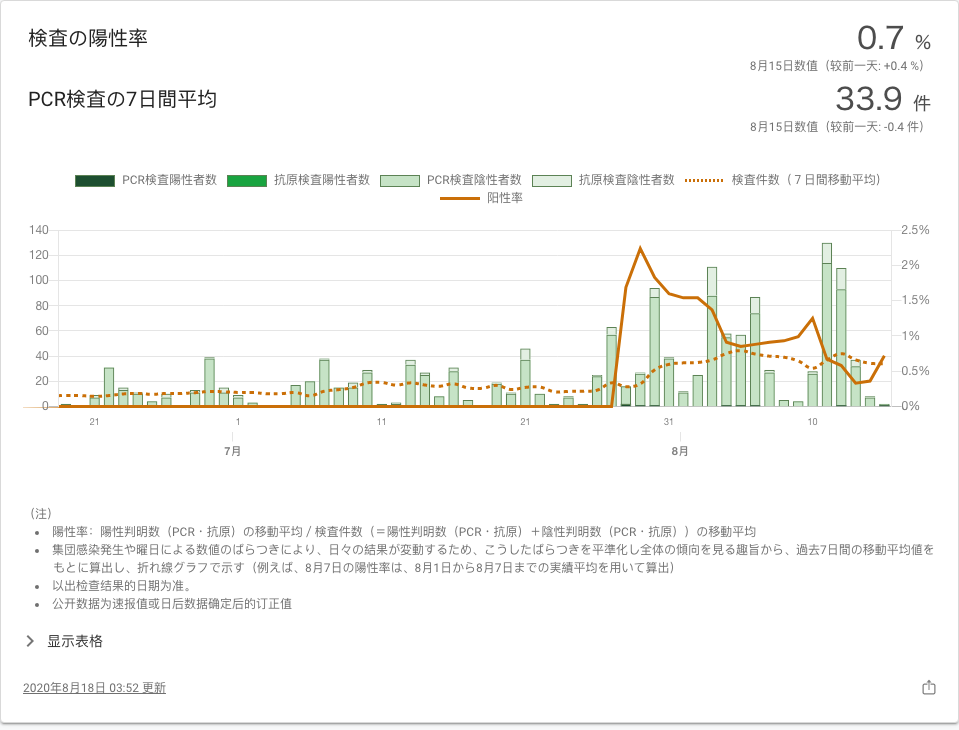 検査の陽性率
0.7 %
8月15日数值（较前一天: +0.4 %）
PCR検査の7日間平均
33.9 件
8月15日数值（较前一天: -0.4 件）
PCR検査陽性者数 抗原検査陽性者数 PCR検査陰性者数 抗原検査陰性者数 検査件数（７日間移動平均）
阳性率
140 2.5%
120 2%
100
80 1.5%
60 1%
40
20 0.5%
0 0%
21 1 11 21 31 10
7月 8月
（注）
• 陽性率：陽性判明数（PCR・抗原）の移動平均 / 検査件数（＝陽性判明数（PCR・抗原）＋陰性判明数（PCR・抗原））の移動平均
• 集団感染発生や曜日による数値のばらつきにより、日々の結果が変動するため、こうしたばらつきを平準化し全体の傾向を見る趣旨から、過去7日間の移動平均値を
もとに算出し、折れ線グラフで示す（例えば、8月7日の陽性率は、8月1日から8月7日までの実績平均を用いて算出）
• 以出检查结果的日期为准。
• 公开数据为速报值或日后数据确定后的订正值
显示表格
2020年8月18日 03:52 更新